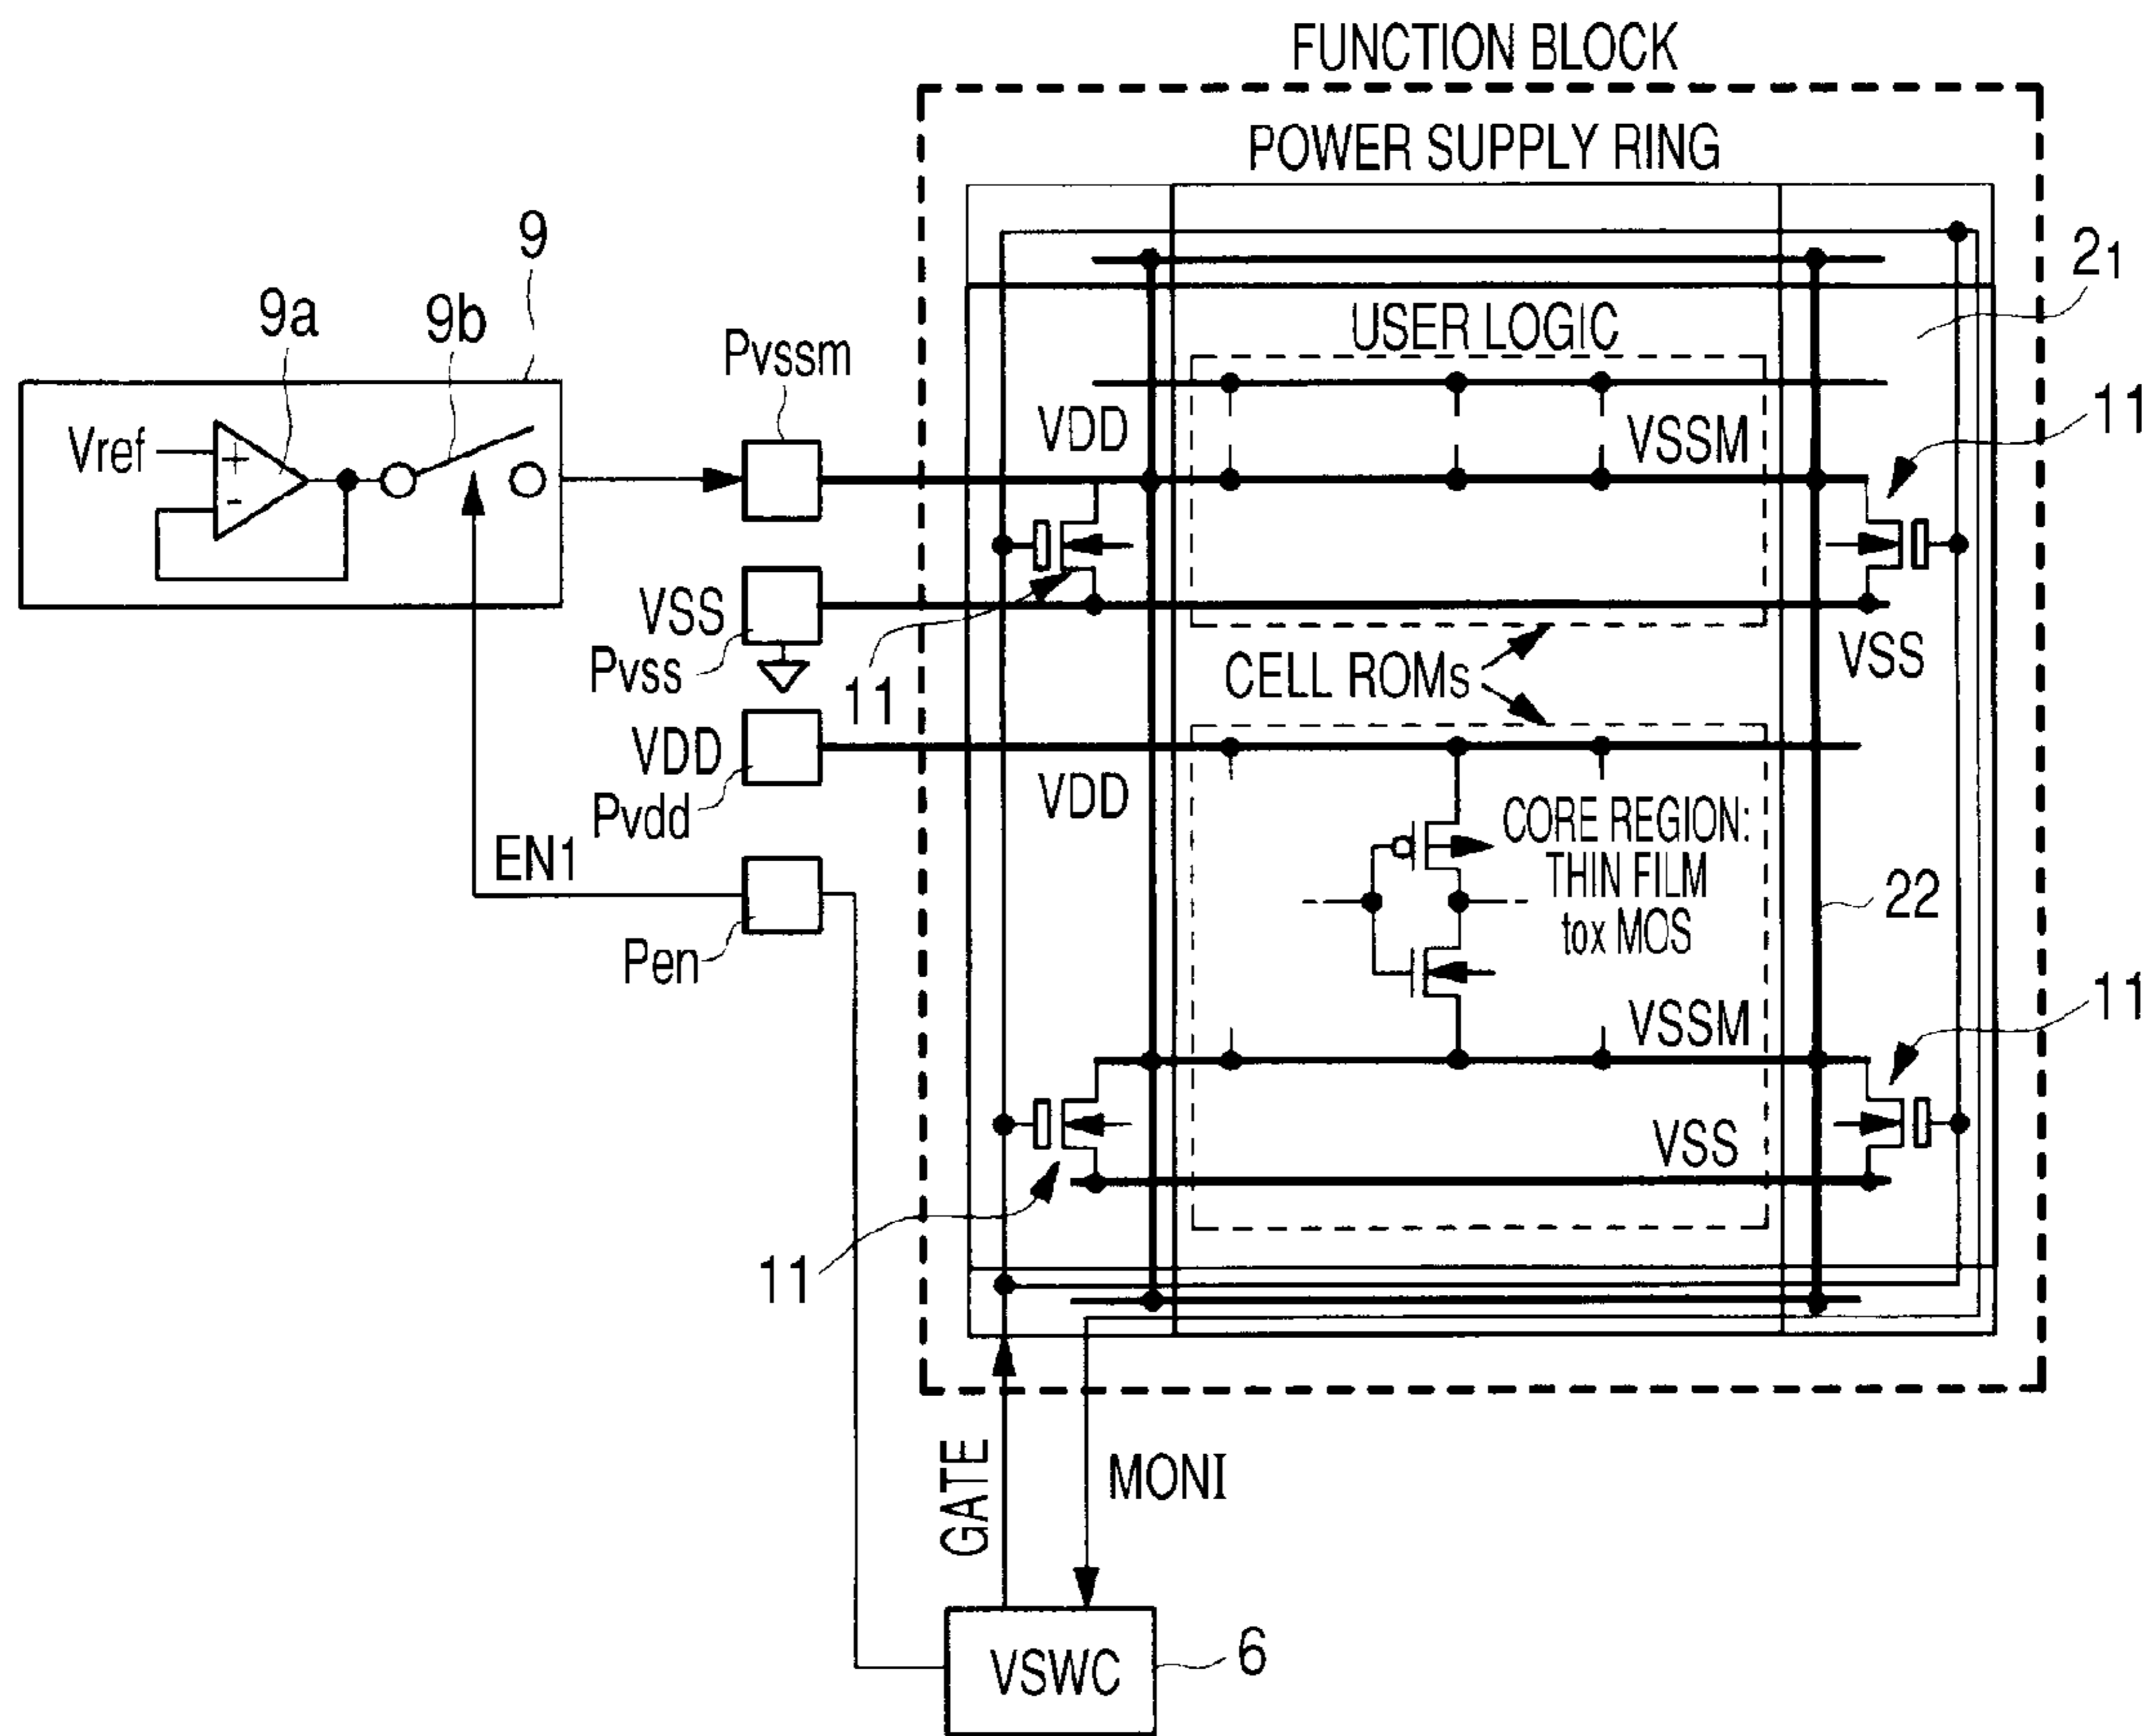 FUNCTION BLOCK
POWER SUPPLY RING
9
21
9a
9b
Pvssm
USER LOGIC
11
Vref
+
-
VDD
VSSM
VSS
Pvss
11
CELL ROMs
VSS
VDD
Pvdd
VDD
CORE REGION:
THIN FILM
tox MOS
EN1
22
Pen
VSSM
11
VSS
11
GATE
MONI
VSWC
6